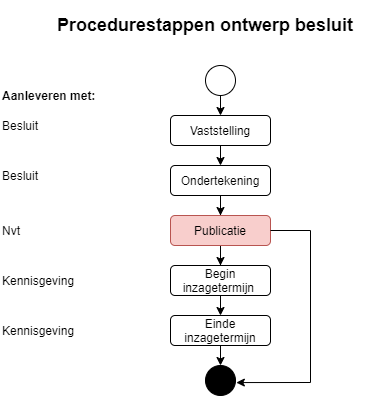 Procedurestappen ontwerp besluit
Aanleveren met:
Besluit
Vaststelling
Besluit
Ondertekening
Nvt
Publicatie
Kennisgeving
Begin
inzagetermijn
Kennisgeving
Einde
inzagetermijn